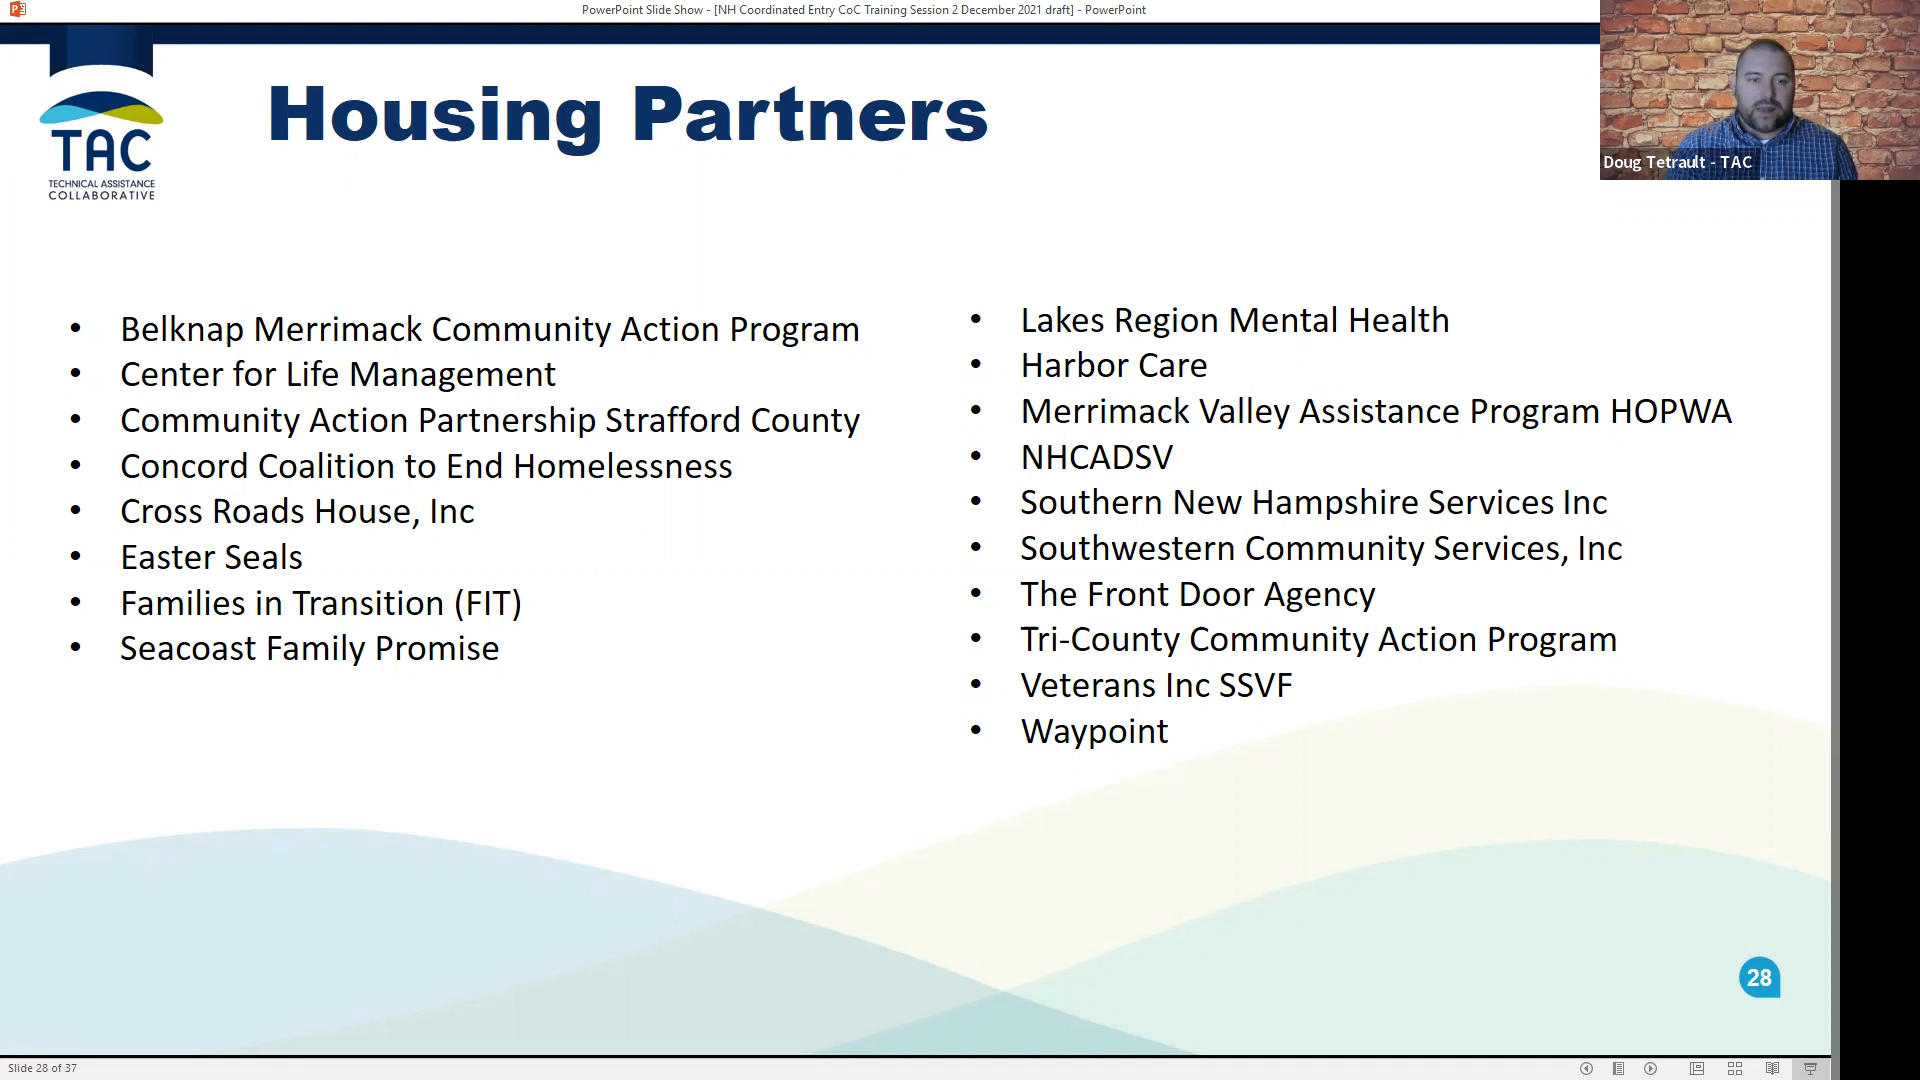 PowerPoint Slide Show - [NH Coordinated Entry CoC Training Session 2 December 2021 draft] - PowerPoint
TAC
TECHNICAL ASSISTANCE
COLLABORATIVE
Housing Partners
Doug Tetrault - TAC
• Belknap Merrimack Community Action Program
• Center for Life Management
• Community Action Partnership Strafford County
• Concord Coalition to End Homelessness
• Cross Roads House, Inc
• Easter Seals
• Families in Transition (FIT)
• Seacoast Family Promise
• Lakes Region Mental Health
• Harbor Care
• Merrimack Valley Assistance Program HOPWA
• NHCADSV
• Southern New Hampshire Services Inc
• Southwestern Community Services, Inc
• The Front Door Agency
• Tri-County Community Action Program
• Veterans Inc SSVF
• Waypoint
28
Slide 28 of 37